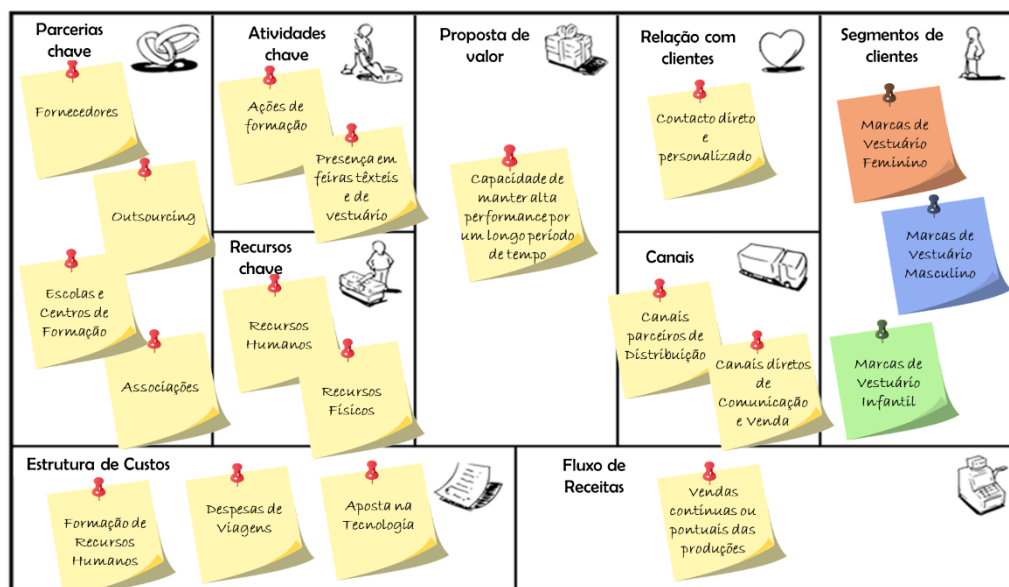 Parcerias
chave
Fornecedores
Outsourcing
Escolas e
Centros de
Formação
Associações
Atividades
chave
Ações de
formação
Presença em
feiras têxteis
e de
vestuário
Recursos
chave
Recursos
Humanos
Recursos
Físicos
Proposta de
valor
Capacidade de
manter alta
performance por
um longo período
de tempo
Relação com
clientes
Contacto direto
e
personalizado
Canais
Canais
parceiros de
Distribuição
Canais diretos
de
Comunicação
e Venda
Segmentos de
clientes
Marcas de
Vestuário
Feminino
Marcas de
Vestuário
Masculino
Marcas de
Vestuário
Infantil
Estrutura de Custos
Formação de
Recursos
Humanos
Despesas de
Viagens
Aposta na
Tecnologia
Fluxo de
Receitas
Vendas
contínuas ou
pontuais das
produções